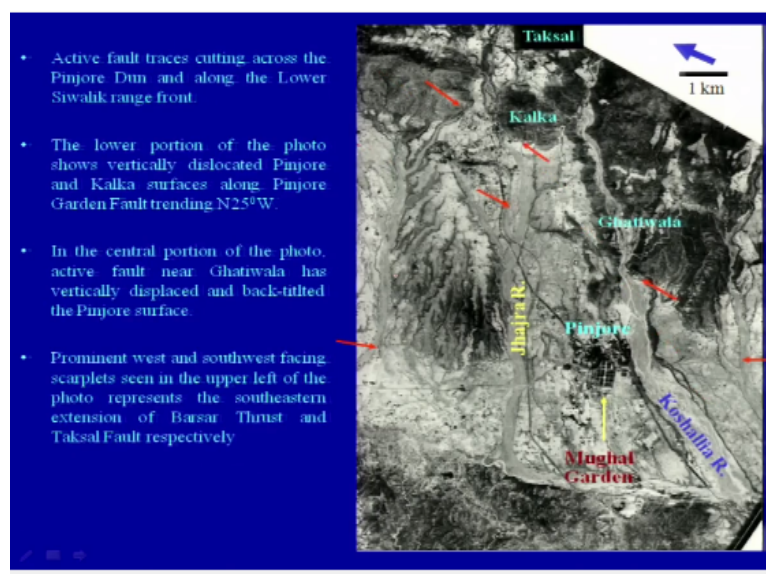 Active fault traces cutting across the
Pinjore Dun and along the Lower
Siwalik range front.
The lower portion of the photo
shows vertically dislocated Pinjore
and Kalka surfaces along Pinjore
Garden Fault trending N25⁰W.
In the central portion of the photo,
active fault near Ghatiwala has
vertically displaced and back-titlted
the Pinjore surface.
Prominent west and southwest facing
scarplets seen in the upper left of the
photo represents the southeastern
extension of Barsar Thrust and
Taksal Fault respectively
Taksal
1 km
Kalka
Ghatiwala
Jhajra R.
Pinjore
Koshallia R.
Mughal
Garden